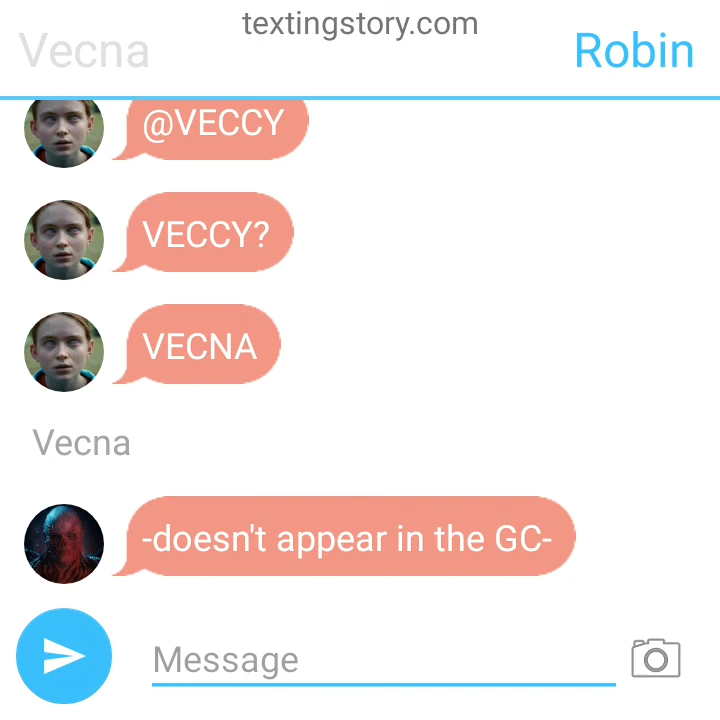 textingstory.com
Vecna
Robin
@VECCY
VECCY?
VECNA
Vecna
-doesn't appear in the GC-
Message